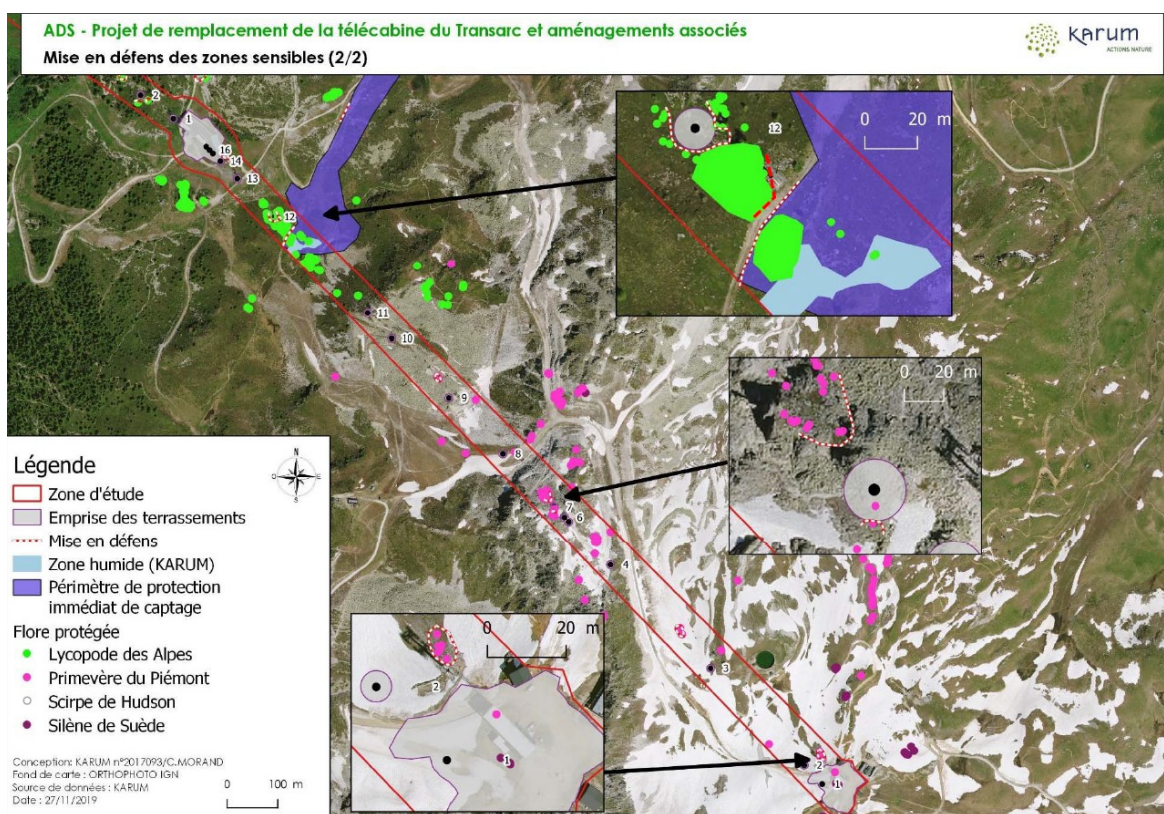 ADS - Projet de remplacement de la télécabine du Transarc et aménagements associés
Mise en défens des zones sensibles (2/2)
Karum
ACTIONS NATURE
2
1
16
14
13
12
11
10
9
8
7
6
4
3
2
1
12
0 20 m
0 20 m
0 20 m
2
1
Légende
N
S
E
O
Zone d'étude
Emprise des terrassements
Mise en défens
Zone humide (KARUM)
Périmètre de protection
immédiat de captage
Flore protégée
Lycopode des Alpes
Primevère du Piémont
Scirpe de Hudson
Silène de Suède
Conception: KARUM n°2017093/C.MORAND
Fond de carte : ORTHOPHOTO IGN
Source de données : KARUM
Date : 27/11/2019
0 100 m